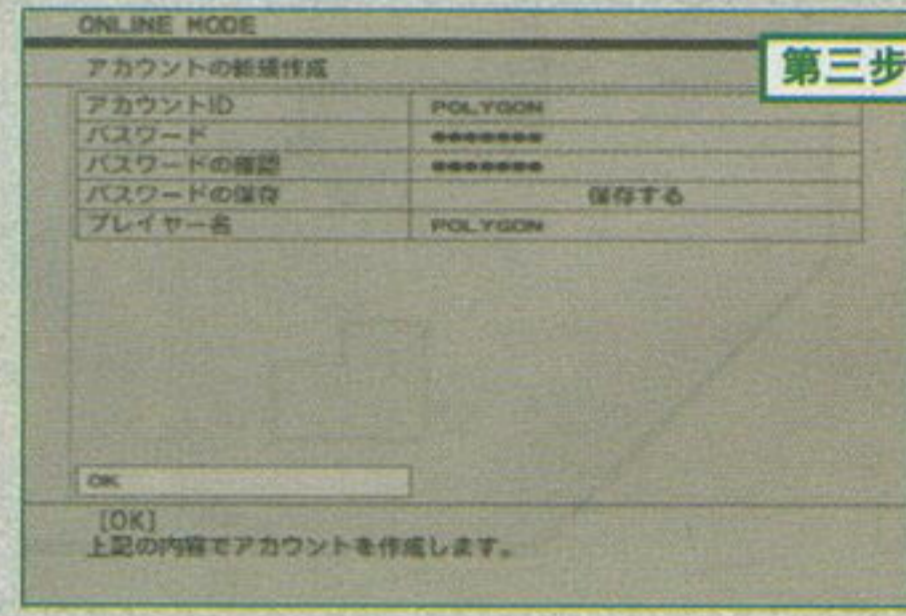 ONLINE MODE
第三步
アカウントの新規作成
アカウントID POLYGON
パスワード ●●●●●●●
パスワードの確認 ●●●●●●●
パスワードの保存 保存する
プレイヤー名 POLYGON
OK
[OK]
上記の内容でアカウントを作成します。